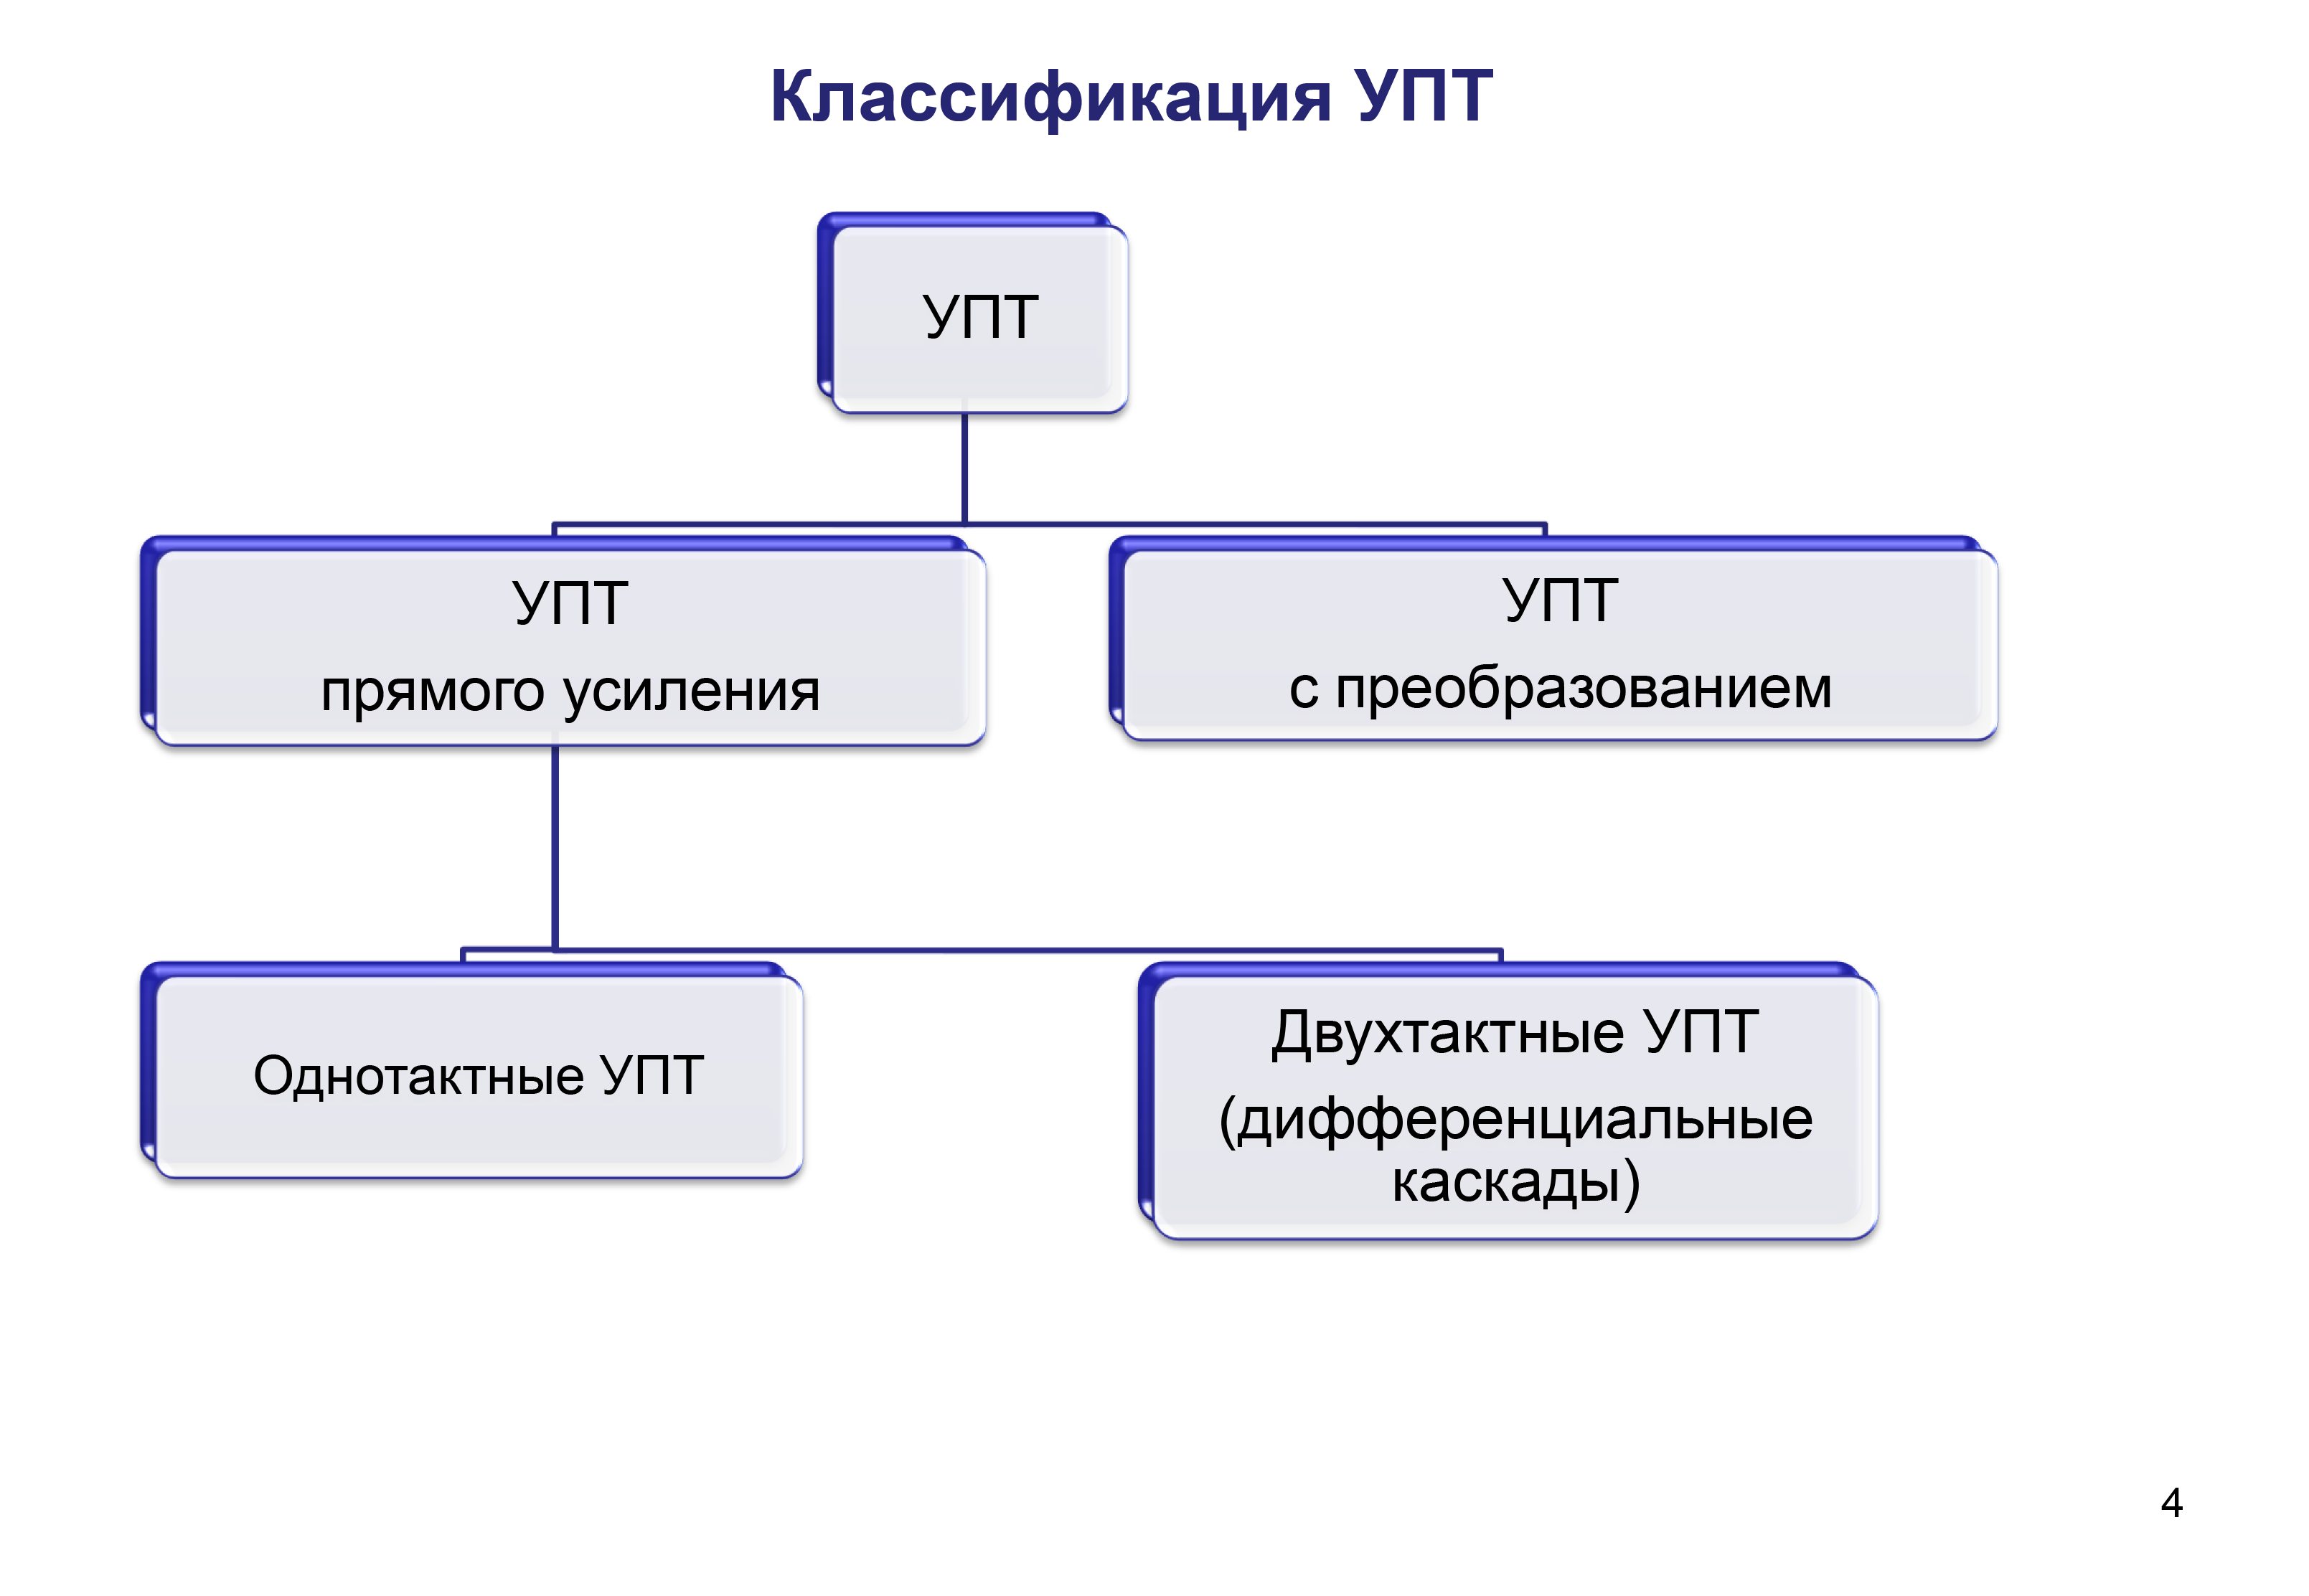 Классификация УПТ
УПТ
УПТ
прямого усиления
УПТ
с преобразованием
Однотактные УПТ
Двухтактные УПТ
(дифференциальные
каскады)
4